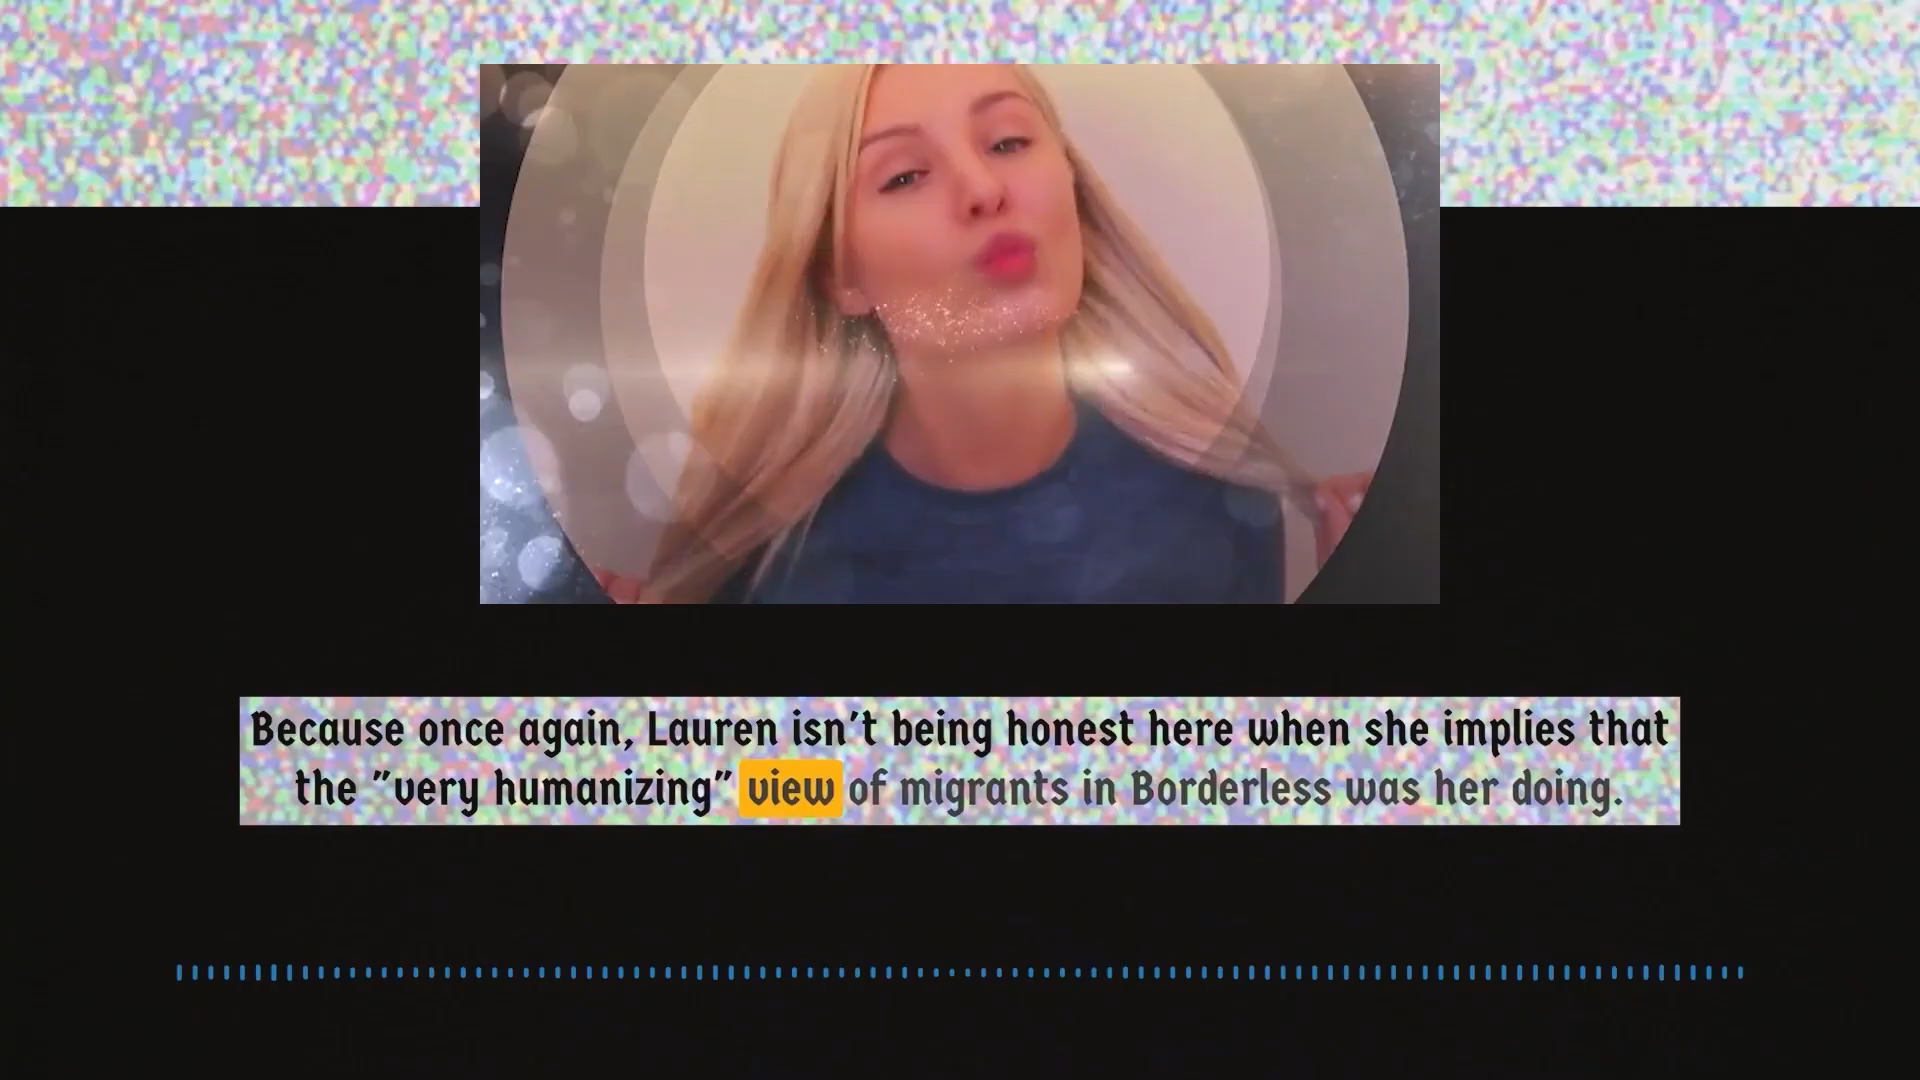 Because once again, Lauren isn't being honest here when she implies that
the "very humanizing" view of migrants in Borderless was her doing.